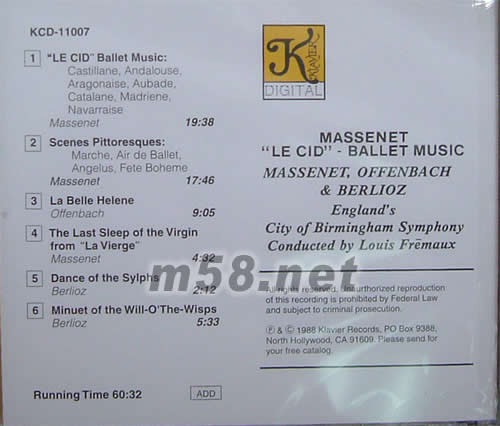 KCD-11007
1 "LE CID" Ballet Music:
Castillane, Andalouse,
Aragonaise, Aubade,
Catalane, Madriene,
Navarraise
Massenet 19:38
2 Scenes Pittoresques:
Marche, Air de Ballet,
Angelus, Fete Boheme
Massenet 17:46
3 La Belle Helene
Offenbach 9:05
4 The Last Sleep of the Virgin
from "La Vierge"
Massenet 4:32
5 Dance of the Sylphs
Berlioz 2:12
6 Minuet of the Will-O'The-Wisps
Berlioz 5:33
Running Time 60:32 ADD
K
KLAVIER
DIGITAL
MASSENET
"LE CID" - BALLET MUSIC
MASSENET, OFFENBACH
& BERLIOZ
England's
City of Birmingham Symphony
Conducted by Louis Frēmaux
All rights reserved. Unauthorized reproduction
of this recording is prohibited by Federal Law
and subject to criminal prosecution.
℗ & © 1988 Klavier Records, PO Box 9388,
North Hollywood, CA 91609. Please send for
your free catalog.
m58.net